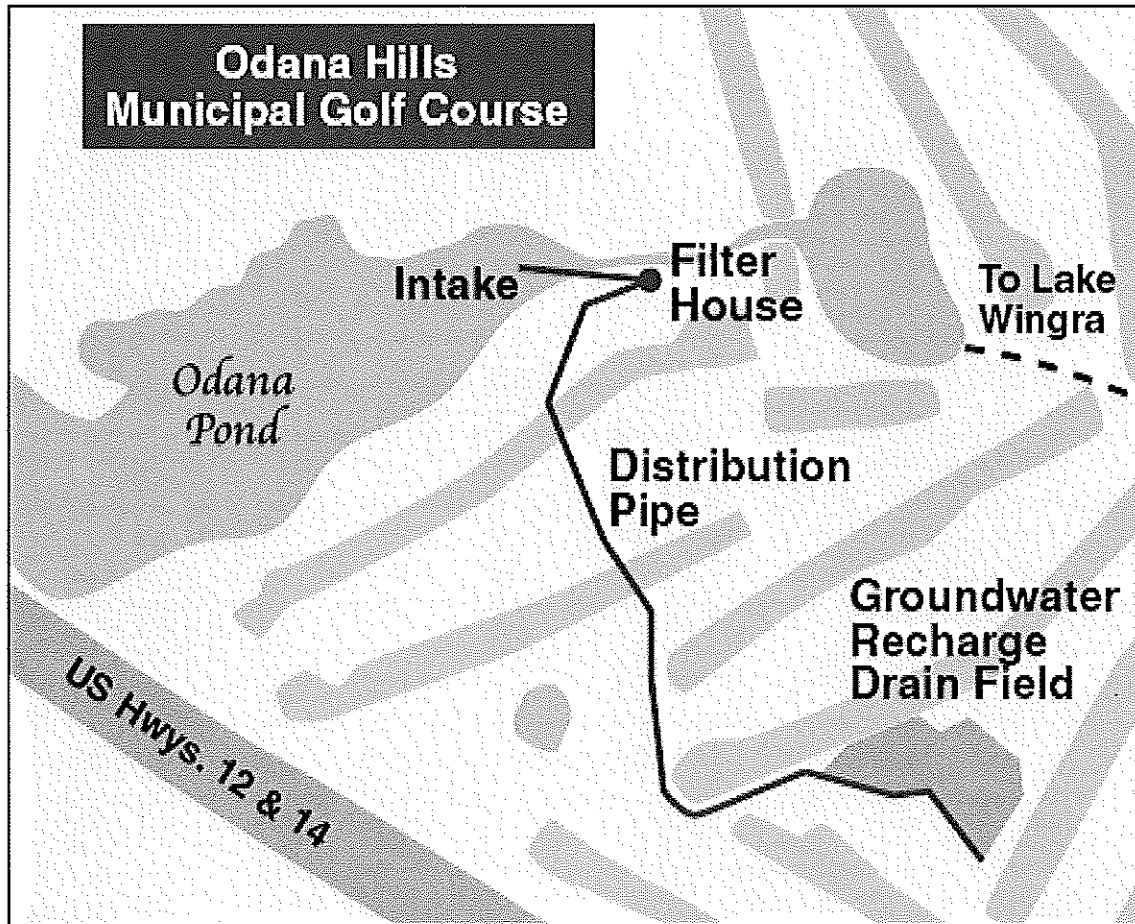 Odana Hills
Municipal Golf Course
Intake
Filter
House
To Lake
Wingra
Odana
Pond
Distribution
Pipe
Groundwater
Recharge
Drain Field
US Hwys. 12 & 14